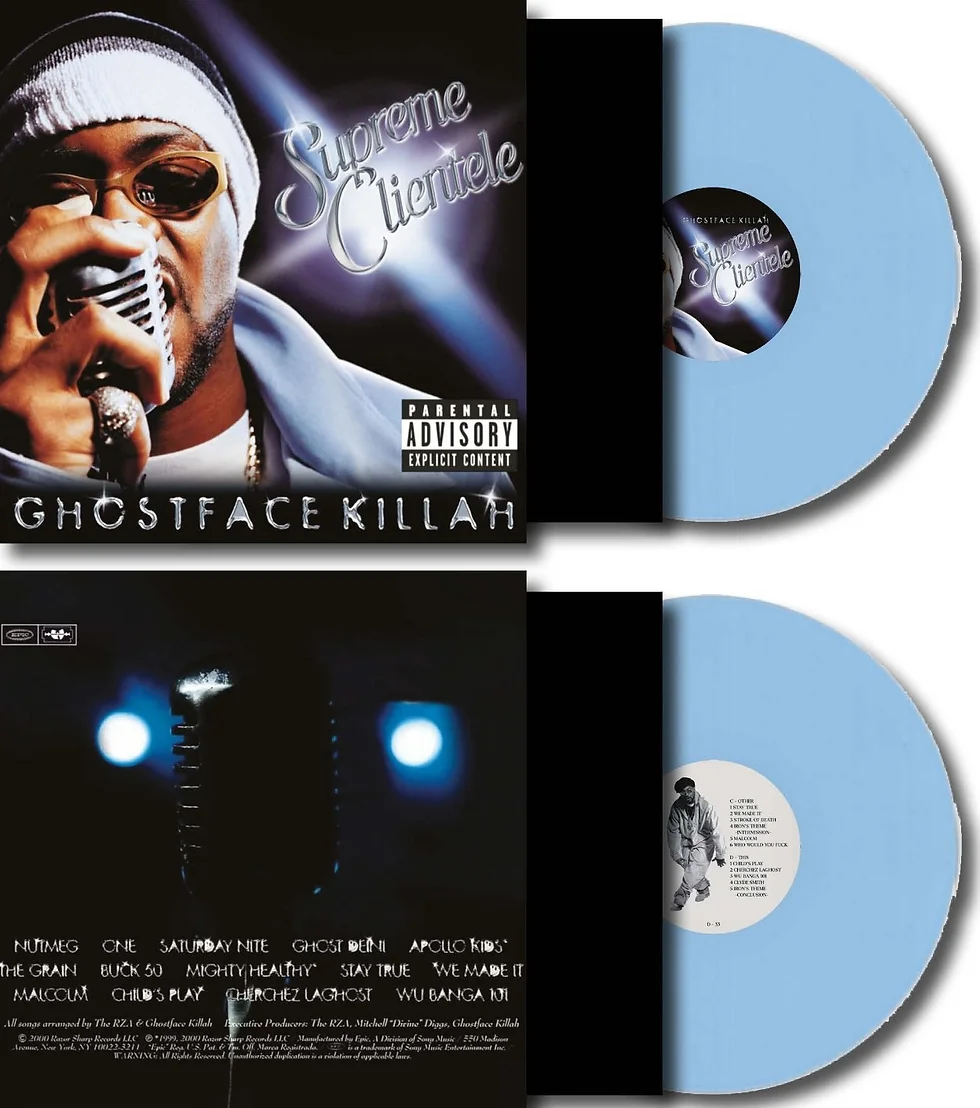 Supreme
Clientele
PARENTAL
ADVISORY
EXPLICIT CONTENT
GHOSTFACE KILLAH
GHOSTFACE KILLAH
Supreme
Clientele
EPIC
NUTMEG ONE SATURDAY NITE GHOST DEINI APOLLO KIDS*
THE GRAIN BUCK 50 MIGHTY HEALTHY* STAY TRUE WE MADE IT
MALCOLM CHILD'S PLAY CHERCHEZ LAGHOST WU BANGA 101
All songs arranged by The RZA & Ghostface Killah Executive Producers: The RZA, Mitchell "Divine" Diggs, Ghostface Killah
© 2000 Razor Sharp Records LLC ℗ *1999, 2000 Razor Sharp Records LLC Manufactured by Epic, A Division of Sony Music / 550 Madison
Avenue, New York, NY 10022-3211 "Epic" Reg. U.S. Pat. & Tm. Off. Marca Registrada. is a trademark of Sony Music Entertainment Inc.
WARNING: All Rights Reserved. Unauthorized duplication is a violation of applicable laws.
C - OTHER
1 STAY TRUE
2 WE MADE IT
3 STROKE OF DEATH
4 IRON'S THEME
-INTERMISSION-
5 MALCOLM
6 WHO WOULD YOU FUCK
D - THIS
1 CHILD'S PLAY
2 CHERCHEZ LAGHOST
3 WU BANGA 101
4 CLYDE SMITH
5 IRON'S THEME
-CONCLUSION-
D - 33